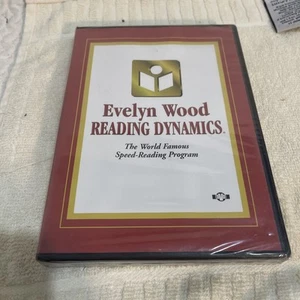 Evelyn Wood
READING DYNAMICS
The World Famous
Speed-Reading Program